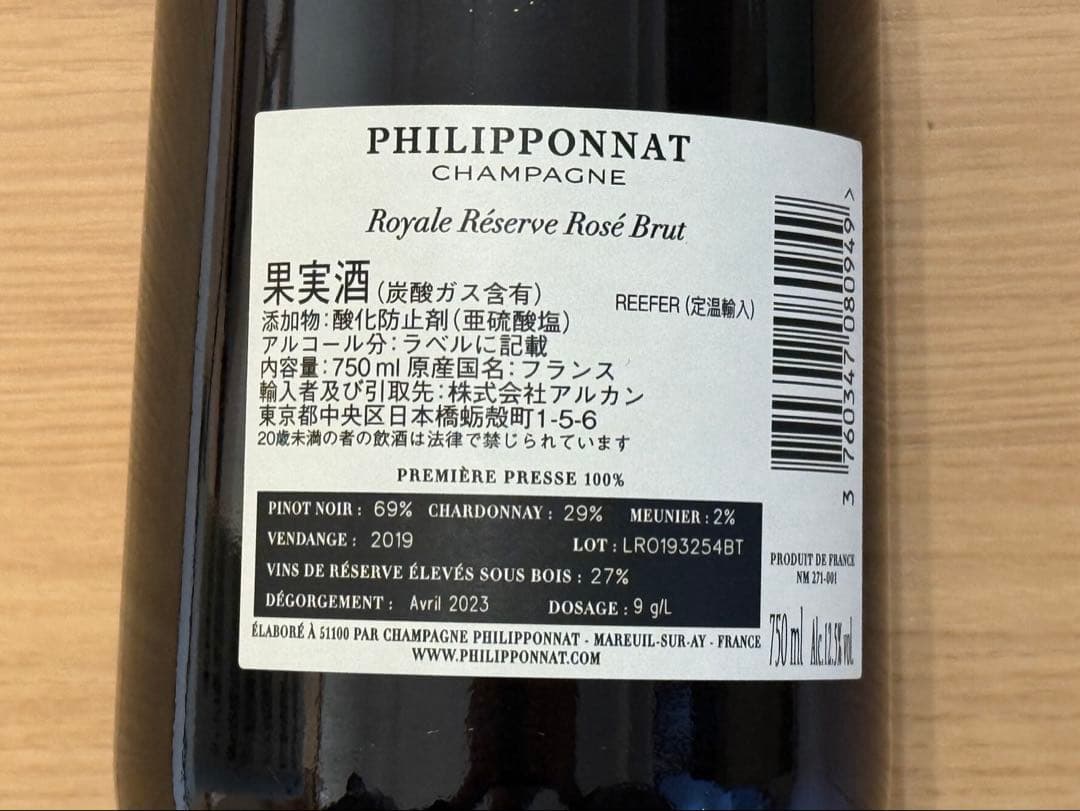 PHILIPPONNAT
CHAMPAGNE
Royale Réserve Rosé Brut
果実酒(炭酸ガス含有)
REEFER (定温輸入)
添加物:酸化防止剤(亜硫酸塩)
アルコール分:ラベルに記載
内容量:750ml 原産国名:フランス
輸入者及び引取先:株式会社アルカン
東京都中央区日本橋蛎殻町1-5-6
20歳未満の者の飲酒は法律で禁じられています
PREMIÈRE PRESSE 100%
PINOT NOIR : 69% CHARDONNAY : 29% MEUNIER : 2%
VENDANGE : 2019 LOT : LRO193254BT
VINS DE RÉSERVE ÉLEVÉS SOUS BOIS : 27%
DÉGORGEMENT : Avril 2023 DOSAGE : 9 g/L
ÉLABORÉ À 51100 PAR CHAMPAGNE PHILIPPONNAT - MAREUIL-SUR-AY - FRANCE
WWW.PHILIPPONNAT.COM
3 760347 080949 >
PRODUIT DE FRANCE
NM 271-001
750 ml Alc.12.5% vol.